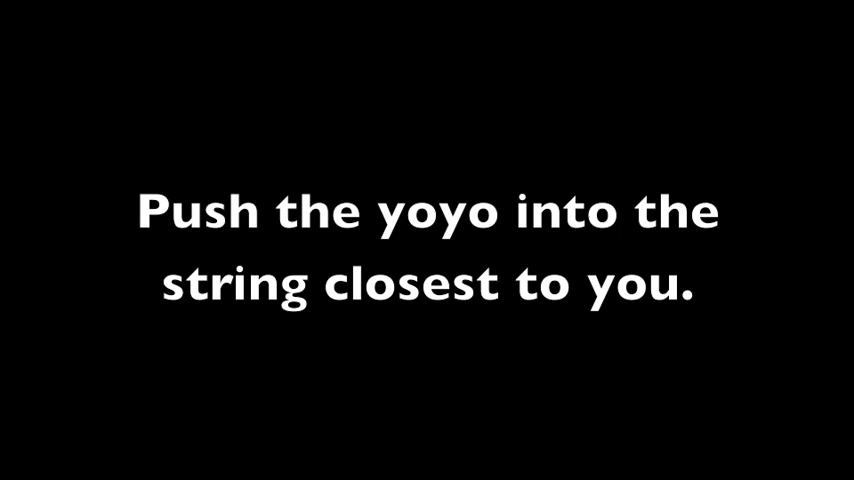 Push the yoyo into the
string closest to you.